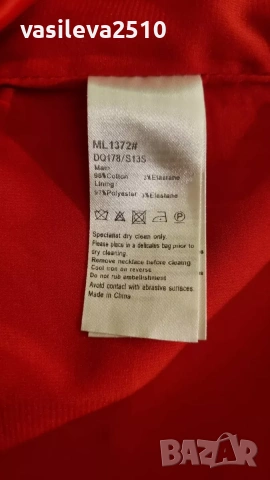 vasileva2510
ML1372#
DQ178/S13S
Main:
98%Cotton 2%Elastane
Lining:
97%Polyester 3%Elastane
P
Specialist dry clean only.
Please place in a delicates bag prior to
dry cleaning.
Remove necklace before cleaning.
Cool iron on reverse.
Do not rub embellishment.
Avoid contact with abrasive surfaces.
Made in China
BAZAR